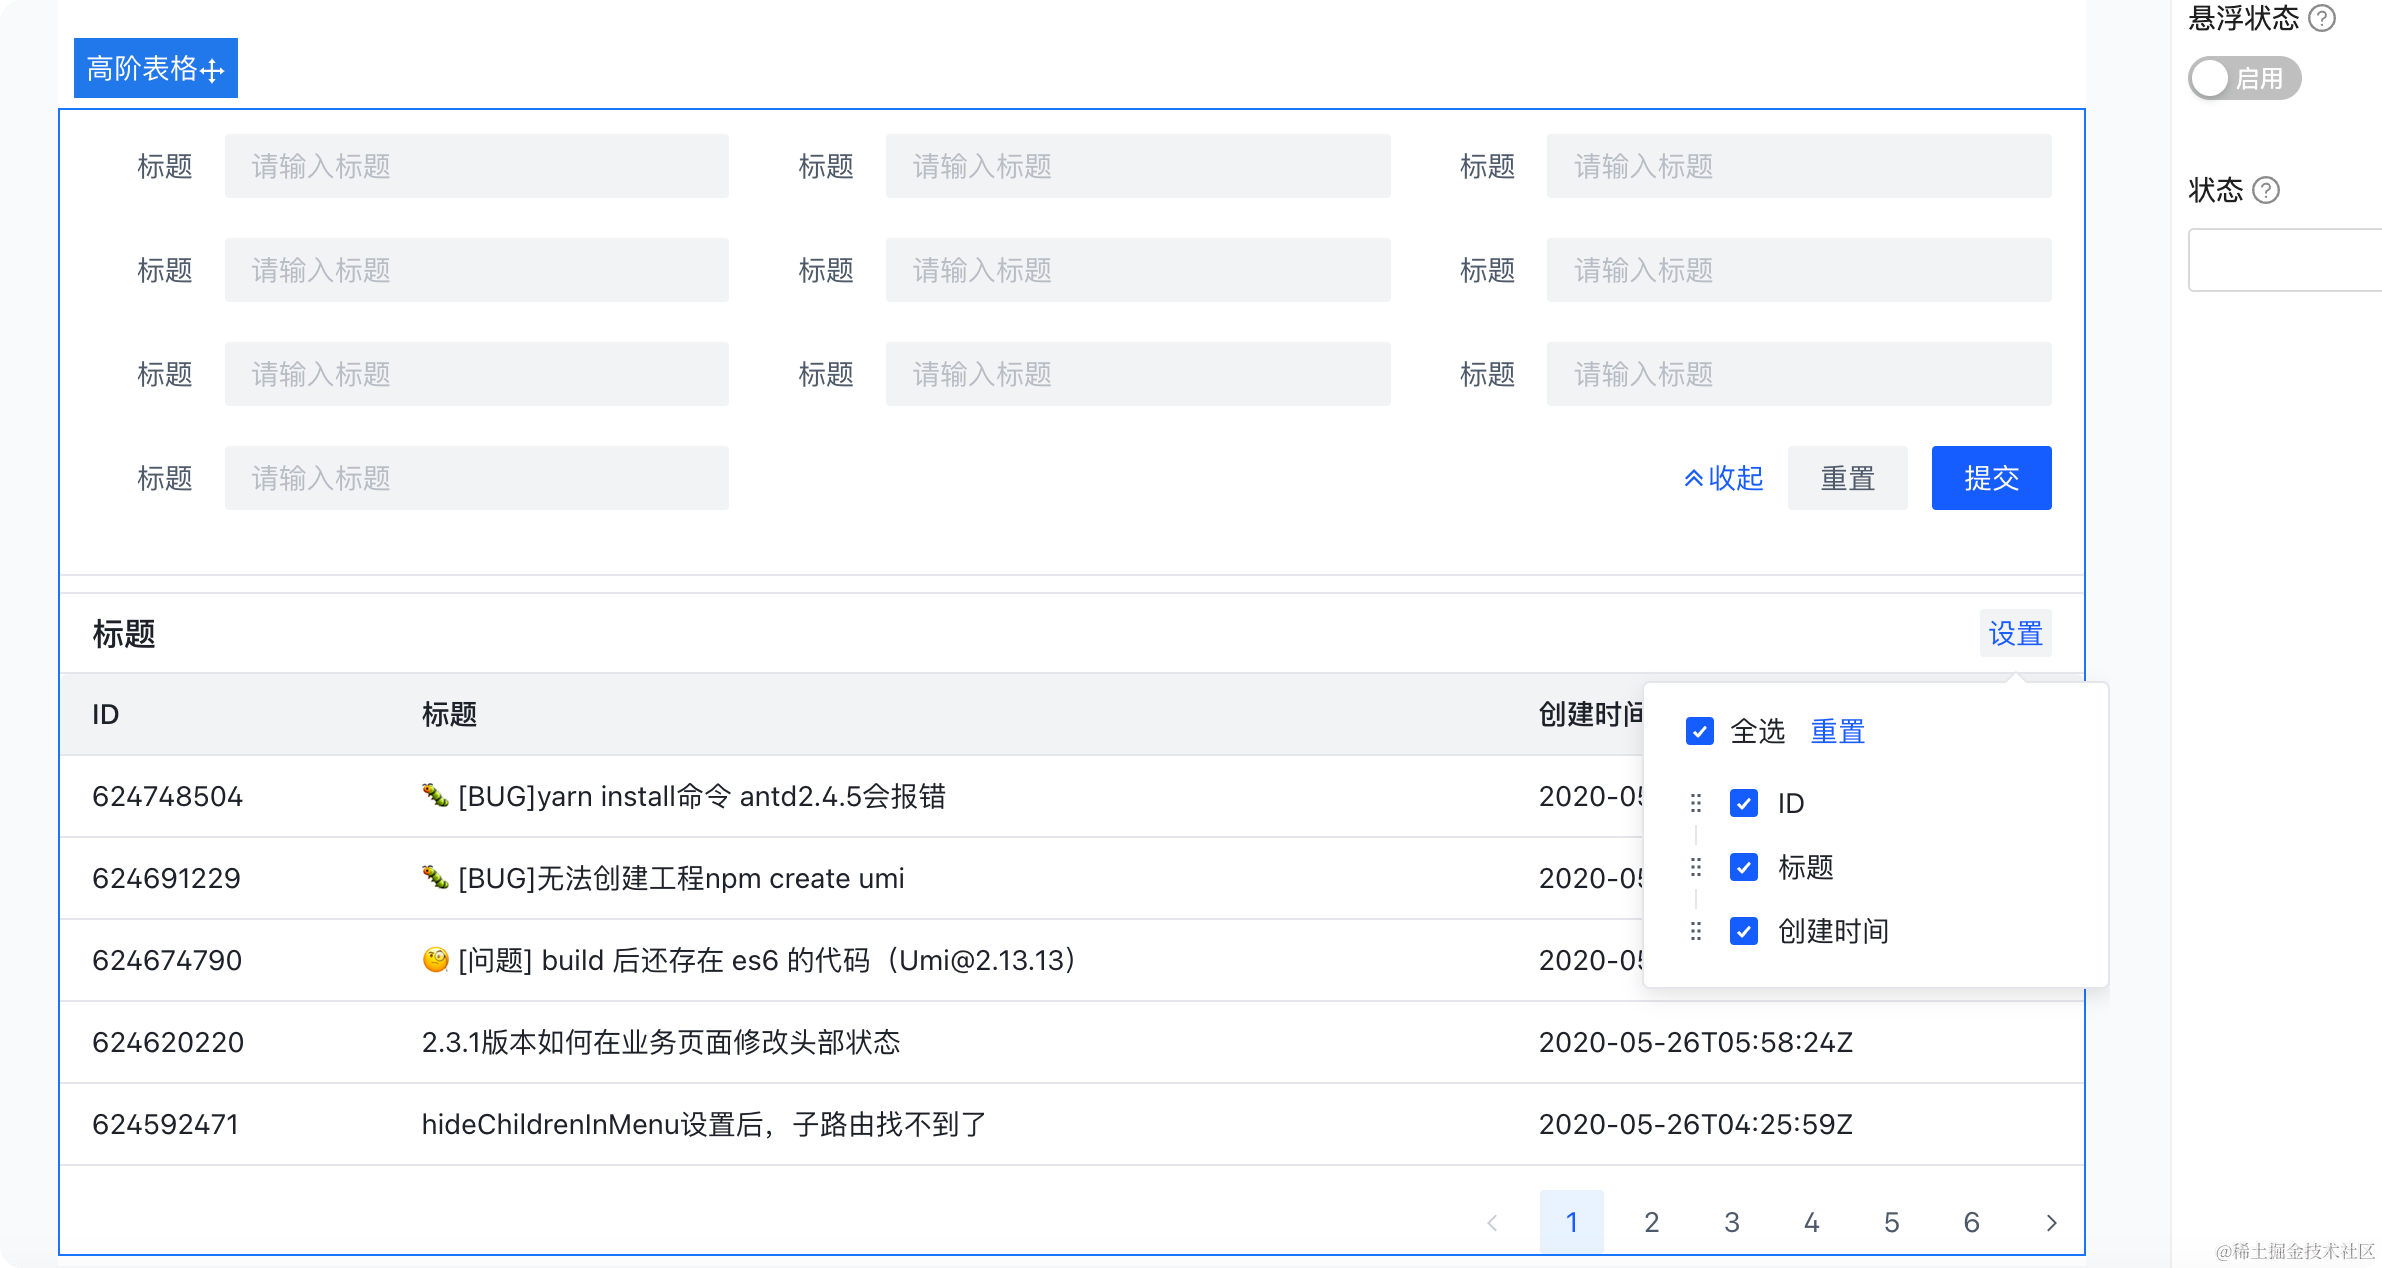 悬浮状态
高阶表格
启用
标题 请输入标题 标题 请输入标题 标题 请输入标题
状态
标题 请输入标题 标题 请输入标题 标题 请输入标题
标题 请输入标题 标题 请输入标题 标题 请输入标题
标题 请输入标题 收起 重置 提交
标题 设置
ID 标题 创建时间
全选 重置
624748504 🐛 [BUG]yarn install命令 antd2.4.5会报错 2020-05
ID
标题
624691229 🐛 [BUG]无法创建工程npm create umi 2020-05
创建时间
624674790 🧐 [问题] build 后还存在 es6 的代码（Umi@2.13.13） 2020-05
624620220 2.3.1版本如何在业务页面修改头部状态 2020-05-26T05:58:24Z
624592471 hideChildrenInMenu设置后，子路由找不到了 2020-05-26T04:25:59Z
1 2 3 4 5 6
@稀土掘金技术社区